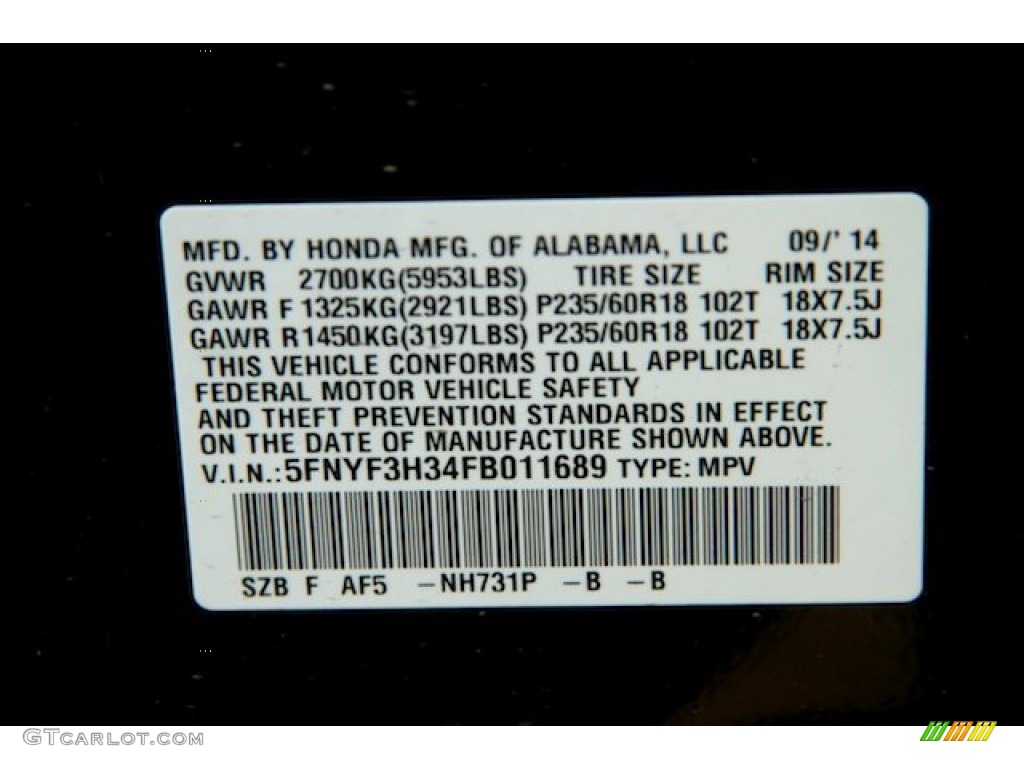 MFD. BY HONDA MFG. OF ALABAMA, LLC 09/' 14
GVWR 2700KG(5953LBS) TIRE SIZE RIM SIZE
GAWR F 1325KG(2921LBS) P235/60R18 102T 18X7.5J
GAWR R 1450KG(3197LBS) P235/60R18 102T 18X7.5J
THIS VEHICLE CONFORMS TO ALL APPLICABLE
FEDERAL MOTOR VEHICLE SAFETY
AND THEFT PREVENTION STANDARDS IN EFFECT
ON THE DATE OF MANUFACTURE SHOWN ABOVE.
V.I.N.: 5FNYF3H34FB011689 TYPE: MPV
SZB F AF5 -NH731P -B -B
GTCARLOT.COM